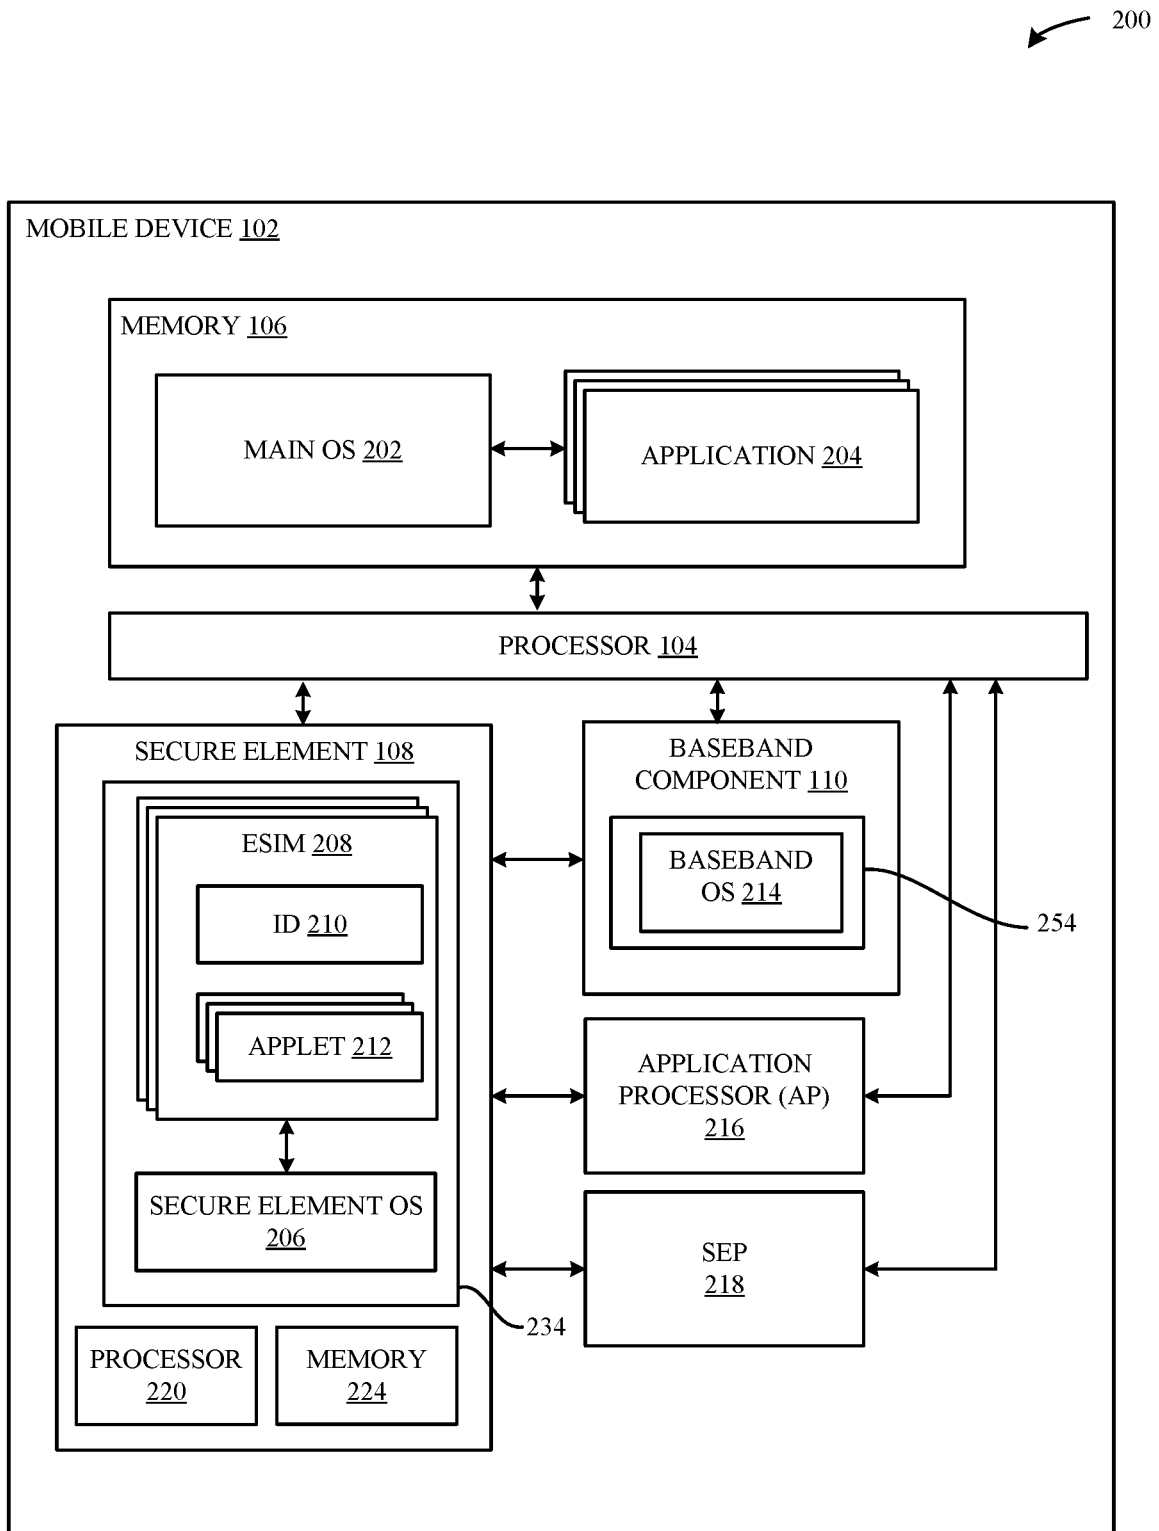 200
MOBILE DEVICE 102
MEMORY 106
MAIN OS 202
APPLICATION 204
PROCESSOR 104
SECURE ELEMENT 108
ESIM 208
ID 210
APPLET 212
SECURE ELEMENT OS
206
234
PROCESSOR
220
MEMORY
224
BASEBAND
COMPONENT 110
BASEBAND
OS 214
254
APPLICATION
PROCESSOR (AP)
216
SEP
218